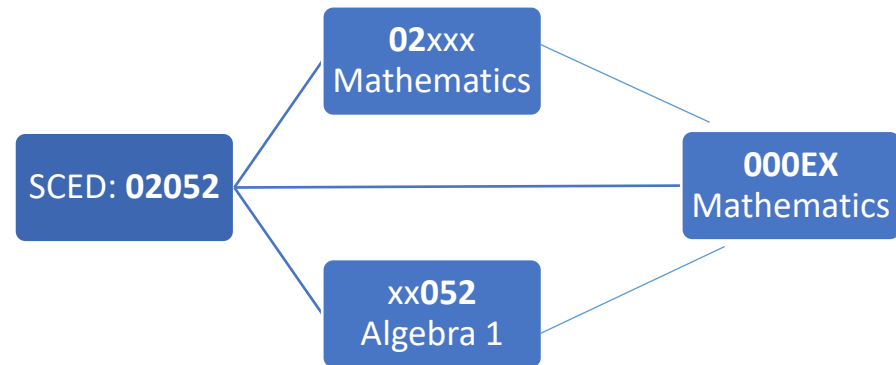 02xxx
Mathematics
SCED: 02052
000EX
Mathematics
xx052
Algebra 1